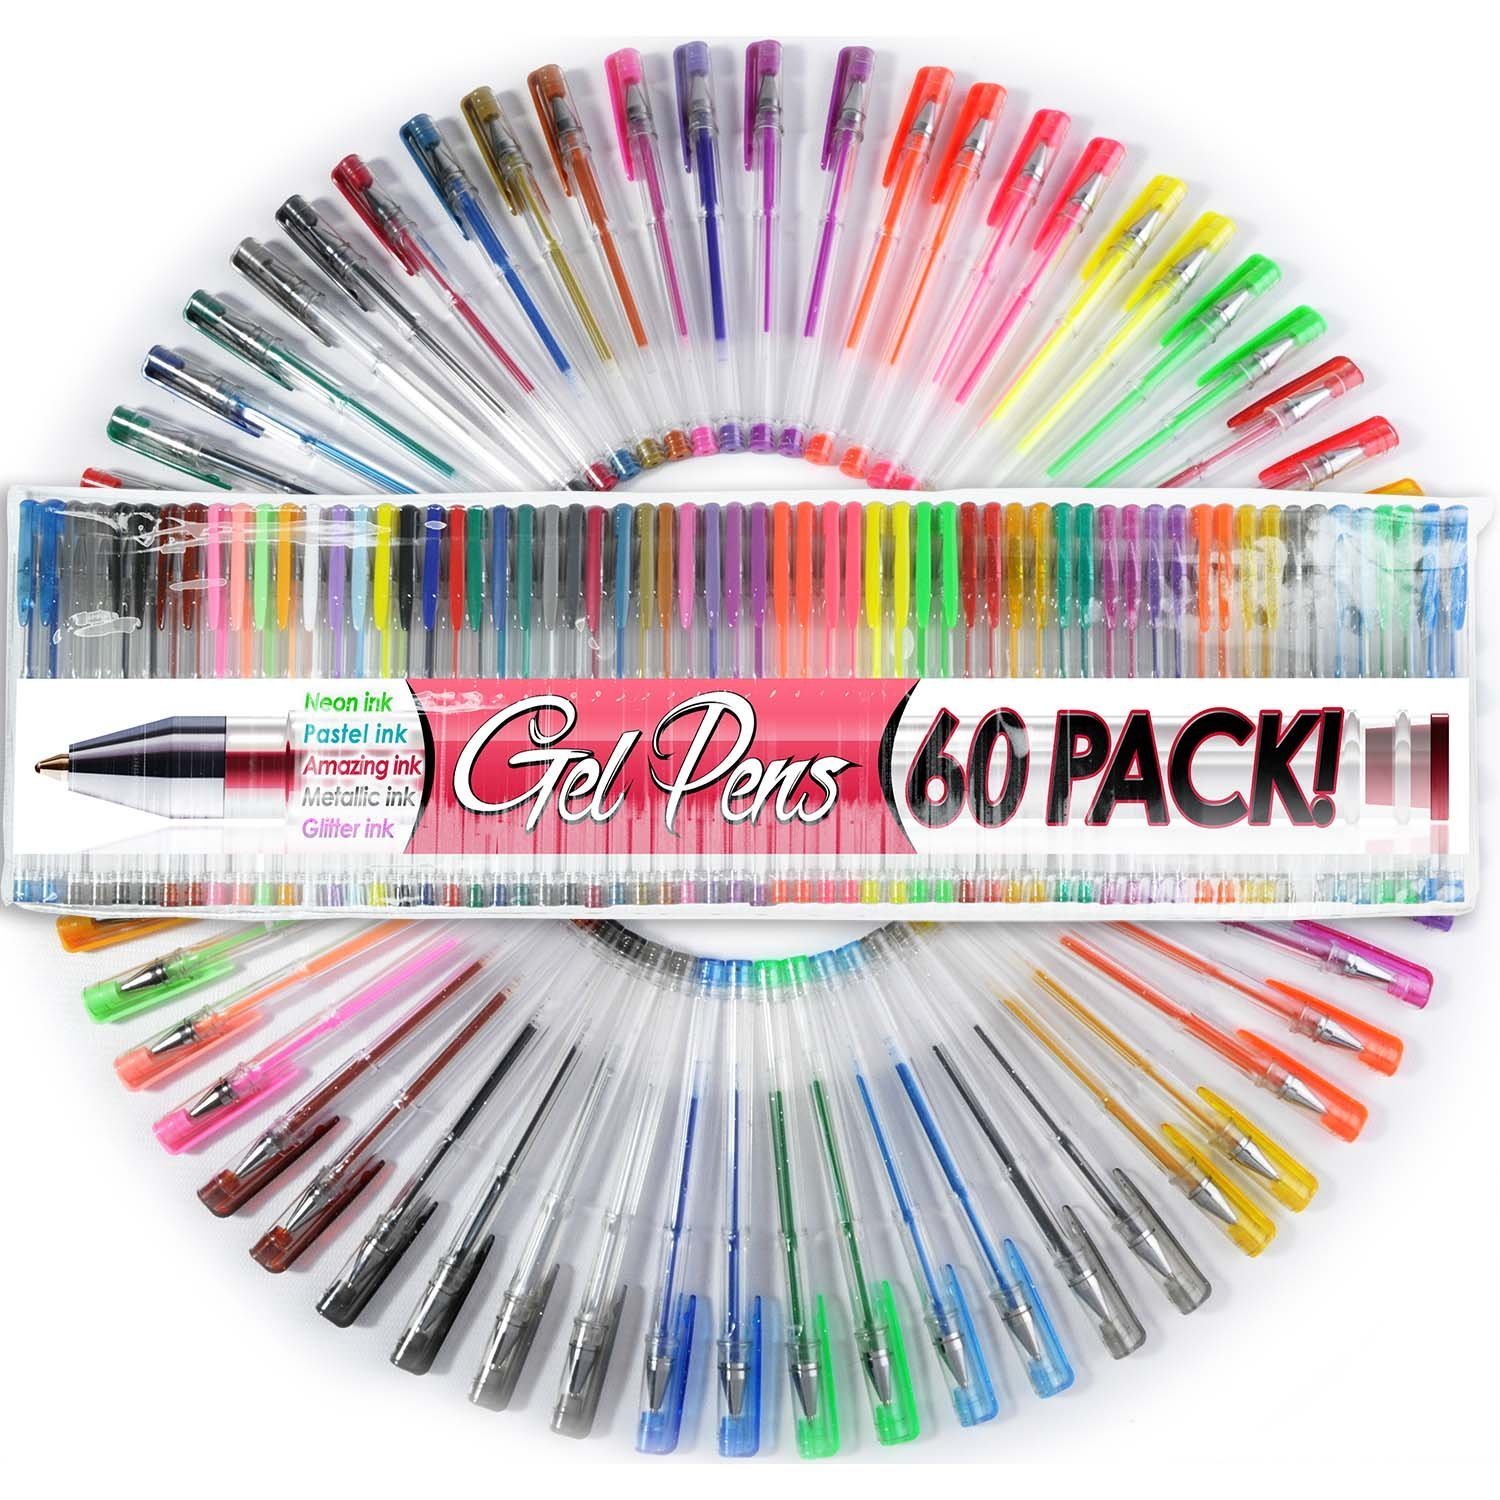 Neon ink
Pastel ink
Amazing ink
Metallic ink
Glitter ink
Gel Pens
60 PACK!